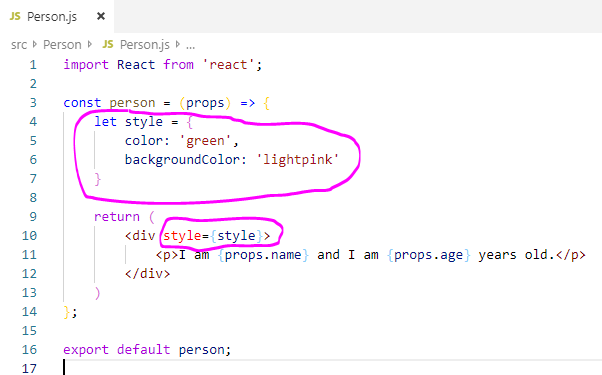 JS Person.js ×
src > Person > JS Person.js > ...
1 import React from 'react';
2
3 const person = (props) => {
4     let style = {
5         color: 'green',
6         backgroundColor: 'lightpink'
7     }
8
9     return (
10         <div style={style}>
11             <p>I am {props.name} and I am {props.age} years old.</p>
12         </div>
13     )
14 };
15
16 export default person;
17